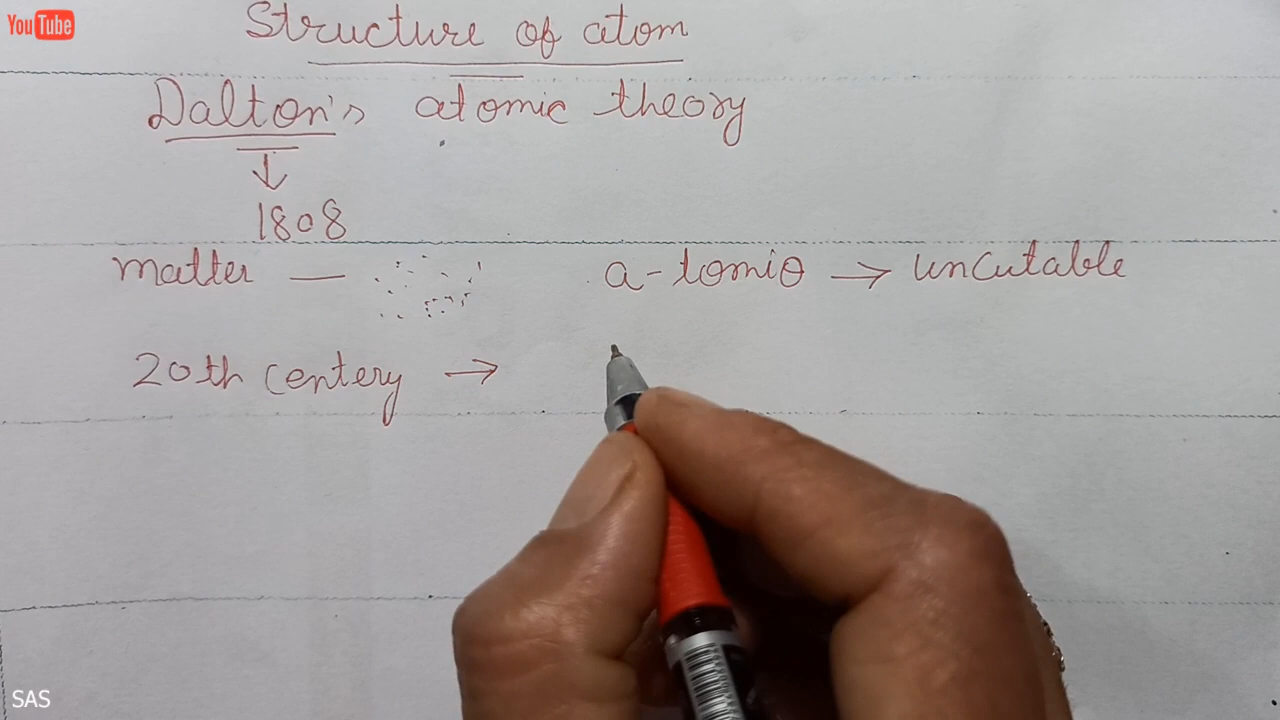 YouTube
Structure of atom
Dalton's atomic theory
↓
1808
matter — a-tomio → uncutable
20th centery →
SAS